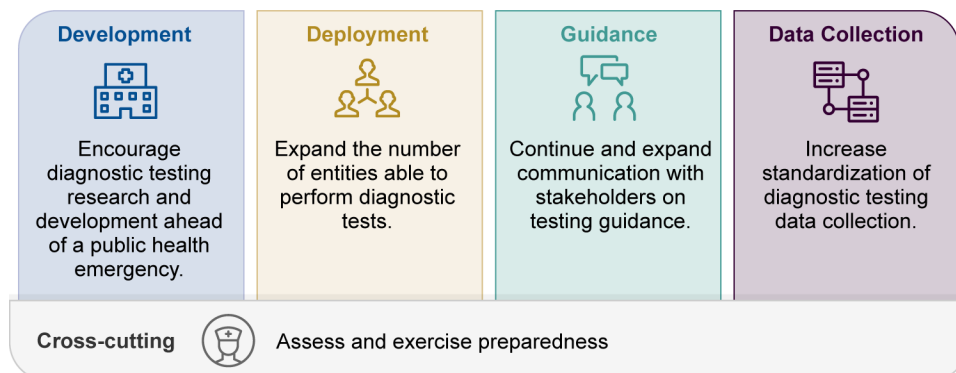 Development
Encourage
diagnostic testing
research and
development ahead
of a public health
emergency.
Deployment
Expand the number
of entities able to
perform diagnostic
tests.
Guidance
Continue and expand
communication with
stakeholders on
testing guidance.
Data Collection
Increase
standardization of
diagnostic testing
data collection.
Cross-cutting
Assess and exercise preparedness